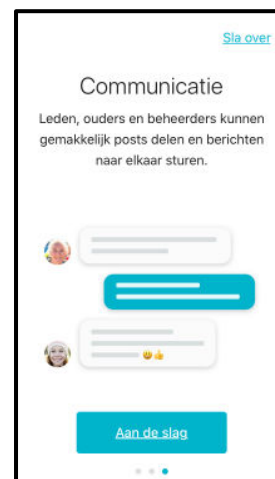 Sla over
Communicatie
Leden, ouders en beheerders kunnen
gemakkelijk posts delen en berichten
naar elkaar sturen.
😀👍
Aan de slag